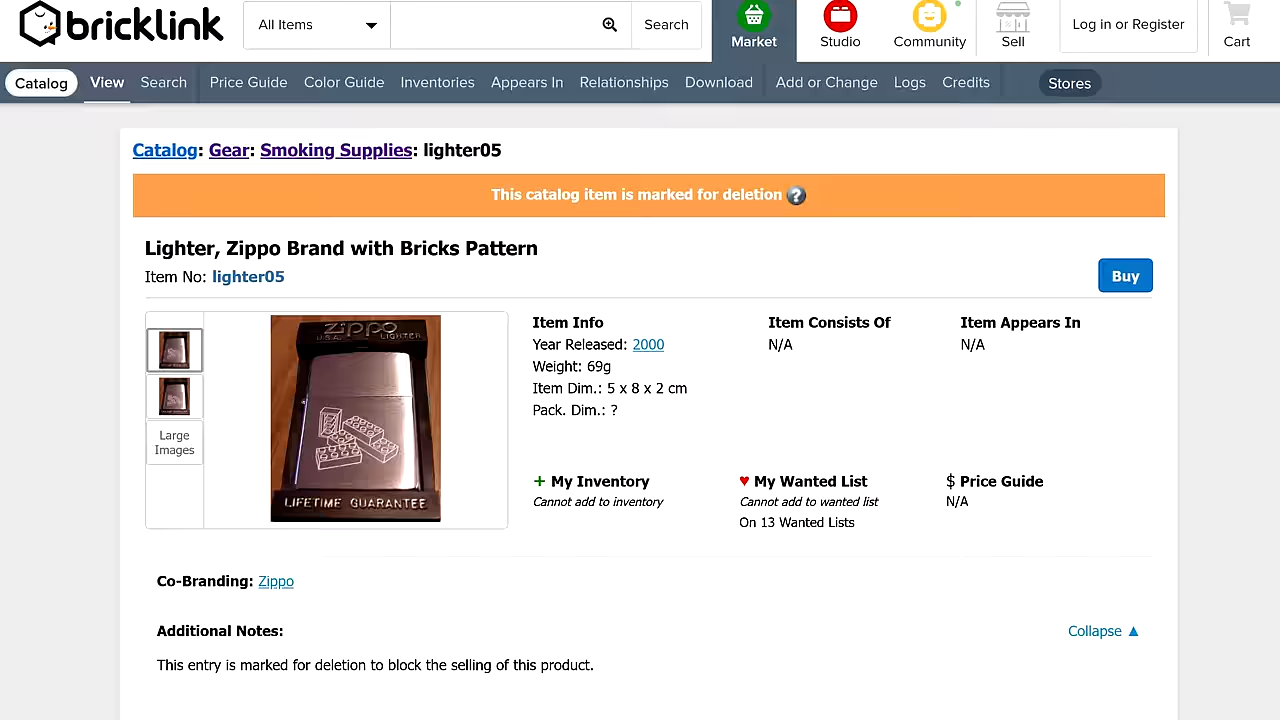 bricklink
All Items
Search
Market
Studio
Community
Sell
Log in or Register
Cart
Catalog
View
Search
Price Guide
Color Guide
Inventories
Appears In
Relationships
Download
Add or Change
Logs
Credits
Stores
Catalog: Gear: Smoking Supplies: lighter05
This catalog item is marked for deletion ?
Lighter, Zippo Brand with Bricks Pattern
Item No: lighter05
Buy
Large
Images
zippo
U.S.A. LIGHTER
LIFETIME GUARANTEE
Item Info
Year Released: 2000
Weight: 69g
Item Dim.: 5 x 8 x 2 cm
Pack. Dim.: ?
Item Consists Of
N/A
Item Appears In
N/A
+ My Inventory
Cannot add to inventory
♥ My Wanted List
Cannot add to wanted list
On 13 Wanted Lists
$ Price Guide
N/A
Co-Branding: Zippo
Additional Notes:
Collapse ▲
This entry is marked for deletion to block the selling of this product.